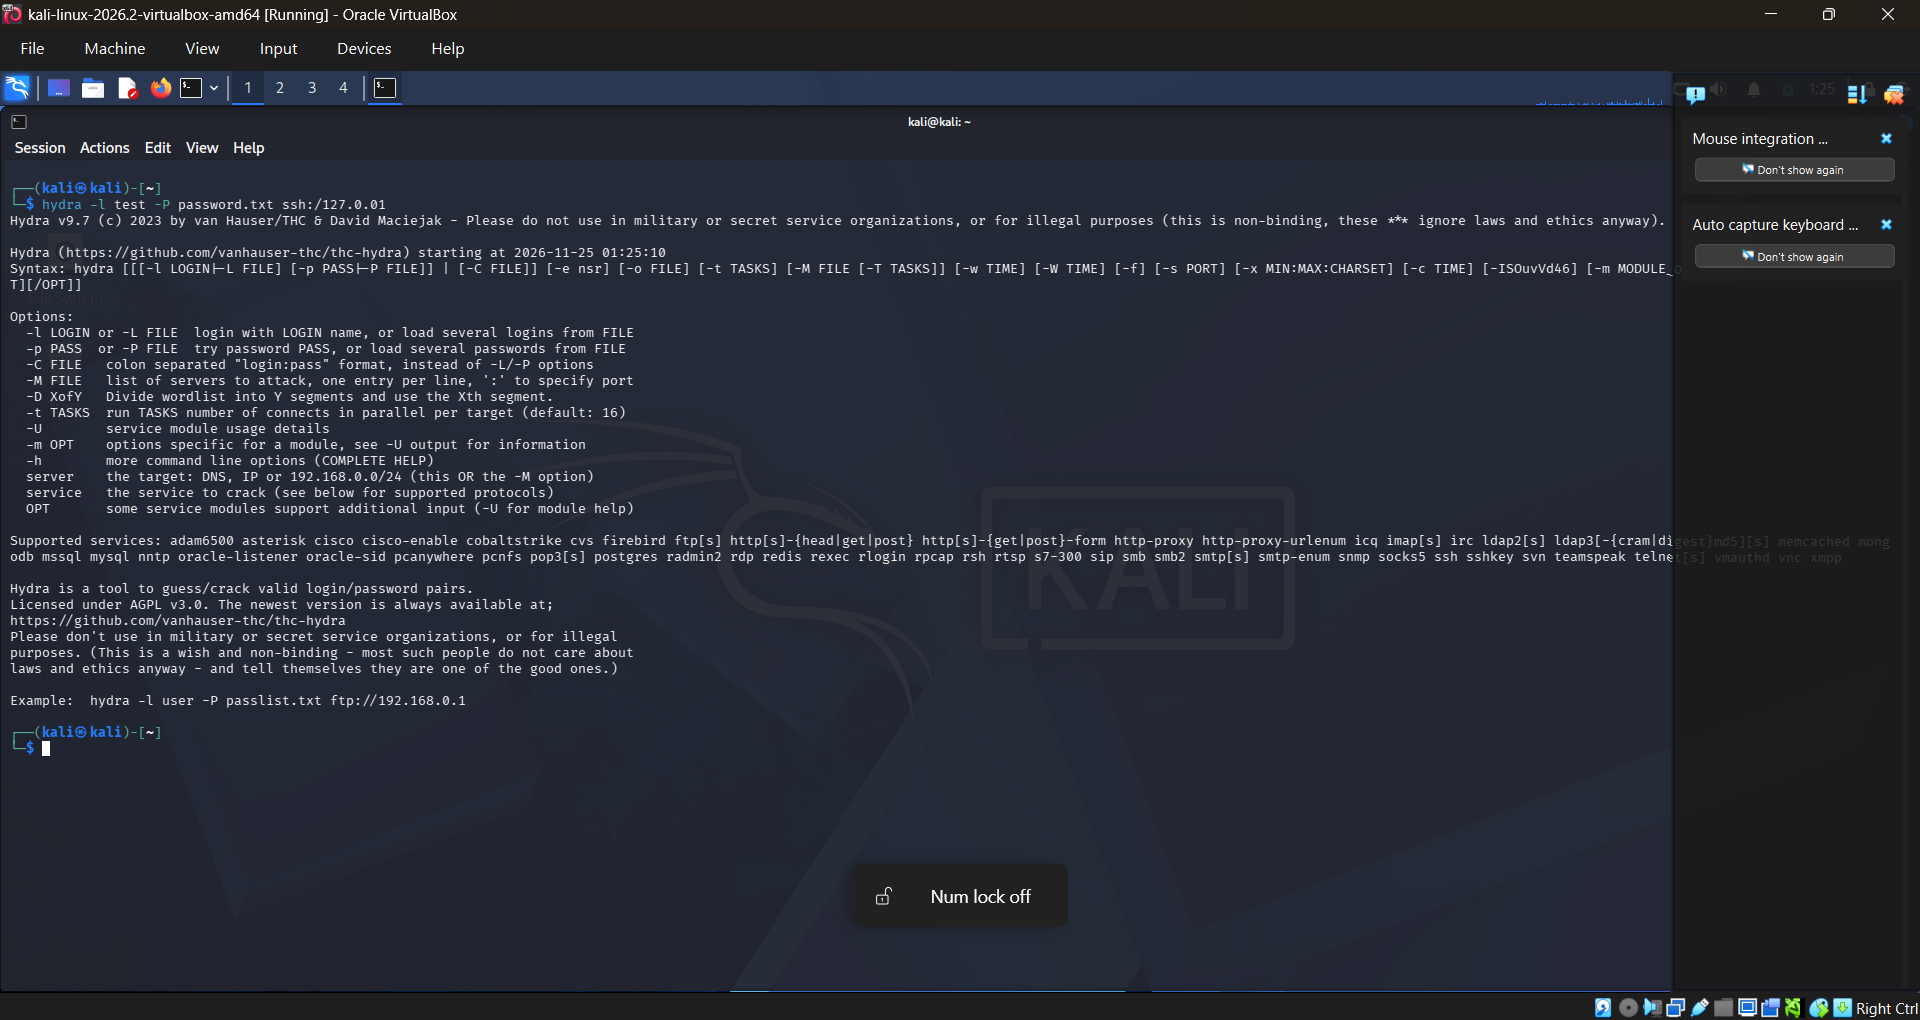 kali-linux-2026.2-virtualbox-amd64 [Running] - Oracle VirtualBox
File Machine View Input Devices Help
1 2 3 4
1:25
kali@kali: ~
Session Actions Edit View Help
Mouse integration ...
Don't show again
Auto capture keyboard ...
Don't show again
┌──(kali㉿kali)-[~]
└─$ hydra -l test -P password.txt ssh:/127.0.01
Hydra v9.7 (c) 2023 by van Hauser/THC & David Maciejak - Please do not use in military or secret service organizations, or for illegal purposes (this is non-binding, these *** ignore laws and ethics anyway).
Hydra (https://github.com/vanhauser-thc/thc-hydra) starting at 2026-11-25 01:25:10
Syntax: hydra [[[-l LOGIN|-L FILE] [-p PASS|-P FILE]] | [-C FILE]] [-e nsr] [-o FILE] [-t TASKS] [-M FILE [-T TASKS]] [-w TIME] [-W TIME] [-f] [-s PORT] [-x MIN:MAX:CHARSET] [-c TIME] [-ISOuvVd46] [-m MODULE_O
T][/OPT]]
File System
Options:
-l LOGIN or -L FILE login with LOGIN name, or load several logins from FILE
-p PASS or -P FILE try password PASS, or load several passwords from FILE
-C FILE colon separated "login:pass" format, instead of -L/-P options
-M FILE list of servers to attack, one entry per line, ':' to specify port
-D XofY Divide wordlist into Y segments and use the Xth segment.
-t TASKS run TASKS number of connects in parallel per target (default: 16)
-U service module usage details
-m OPT options specific for a module, see -U output for information
-h more command line options (COMPLETE HELP)
server the target: DNS, IP or 192.168.0.0/24 (this OR the -M option)
service the service to crack (see below for supported protocols)
OPT some service modules support additional input (-U for module help)
Supported services: adam6500 asterisk cisco cisco-enable cobaltstrike cvs firebird ftp[s] http[s]-{head|get|post} http[s]-{get|post}-form http-proxy http-proxy-urlenum icq imap[s] irc ldap2[s] ldap3[-{cram|digest}md5][s] memcached mong
odb mssql mysql nntp oracle-listener oracle-sid pcanywhere pcnfs pop3[s] postgres radmin2 rdp redis rexec rlogin rpcap rsh rtsp s7-300 sip smb smb2 smtp[s] smtp-enum snmp socks5 ssh sshkey svn teamspeak telnet[s] vmauthd vnc xmpp
Hydra is a tool to guess/crack valid login/password pairs.
Licensed under AGPL v3.0. The newest version is always available at;
https://github.com/vanhauser-thc/thc-hydra
Please don't use in military or secret service organizations, or for illegal
purposes. (This is a wish and non-binding - most such people do not care about
laws and ethics anyway - and tell themselves they are one of the good ones.)
Example: hydra -l user -P passlist.txt ftp://192.168.0.1
┌──(kali㉿kali)-[~]
└─$
KALI
Num lock off
Right Ctrl